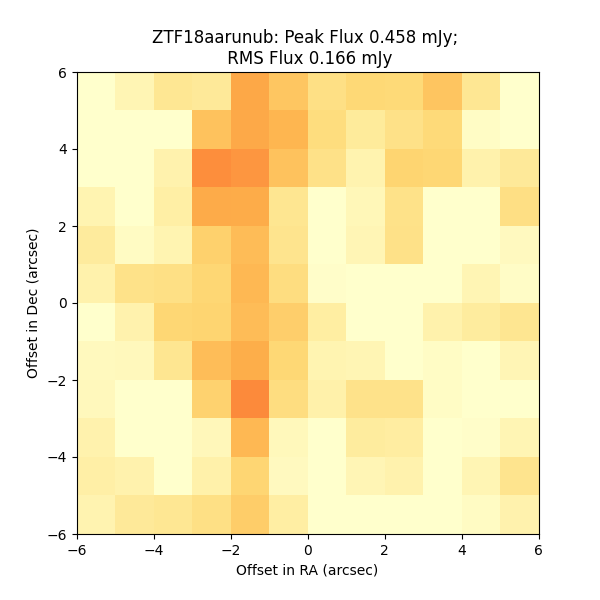 ZTF18aarunub: Peak Flux 0.458 mJy;
RMS Flux 0.166 mJy
6
4
2
0
−2
−4
−6
Offset in Dec (arcsec)
−6 −4 −2 0 2 4 6
Offset in RA (arcsec)